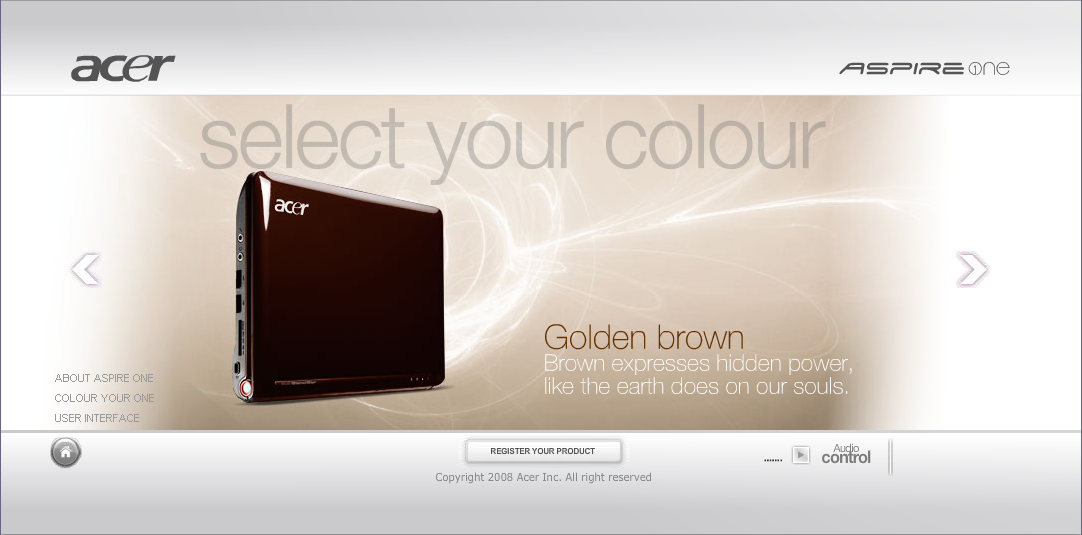 acer
ASPIRE one
select your colour
acer
Golden brown
Brown expresses hidden power,
like the earth does on our souls.
ABOUT ASPIRE ONE
COLOUR YOUR ONE
USER INTERFACE
REGISTER YOUR PRODUCT
Audio
control
Copyright 2008 Acer Inc. All right reserved